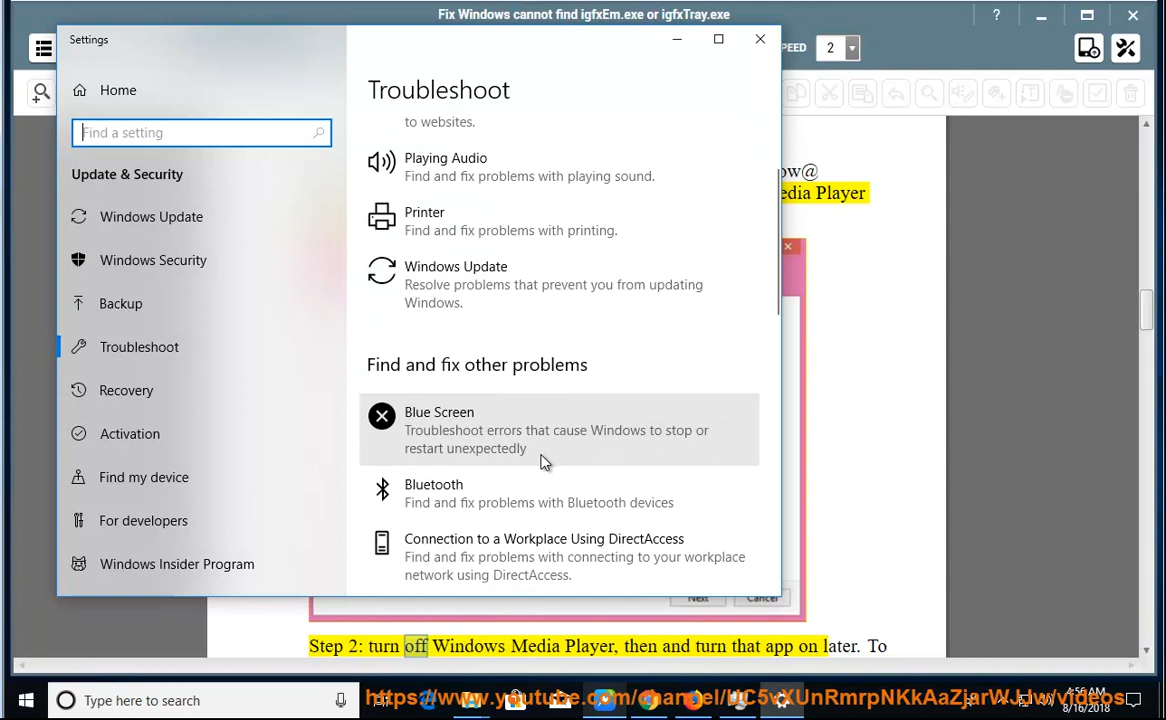 Fix Windows cannot find igfxEm.exe or igfxTray.exe
?
Settings
PEED
2
Home
Find a setting
Update & Security
Windows Update
Windows Security
Backup
Troubleshoot
Recovery
Activation
Find my device
For developers
Windows Insider Program
Troubleshoot
to websites.
Playing Audio
Find and fix problems with playing sound.
Printer
Find and fix problems with printing.
Windows Update
Resolve problems that prevent you from updating
Windows.
Find and fix other problems
Blue Screen
Troubleshoot errors that cause Windows to stop or
restart unexpectedly
Bluetooth
Find and fix problems with Bluetooth devices
Connection to a Workplace Using DirectAccess
Find and fix problems with connecting to your workplace
network using DirectAccess.
ow@
edia Player
Next Cancel
Step 2: turn off Windows Media Player, then and turn that app on later. To
Type here to search
4:56 AM
8/16/2018